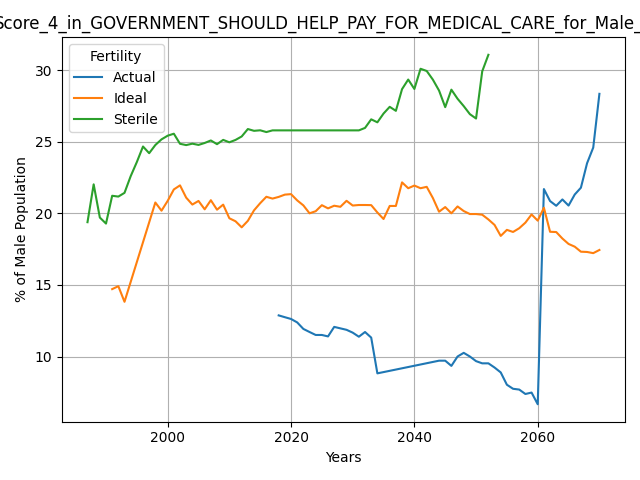 Score_4_in_GOVERNMENT_SHOULD_HELP_PAY_FOR_MEDICAL_CARE_for_Male_
Fertility
Actual
Ideal
Sterile
% of Male Population
30
25
20
15
10
2000
2020
2040
2060
Years